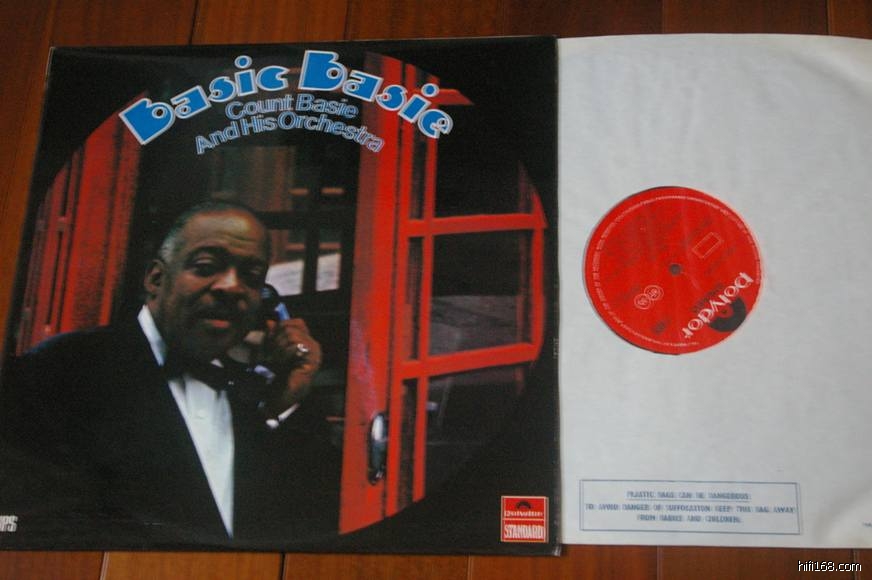 Basic Basie
Count Basie
And His Orchestra
polydor
Polydor
STANDARD
PLASTIC BAGS CAN BE DANGEROUS
TO AVOID DANGER OF SUFFOCATION KEEP THIS BAG AWAY
FROM BABIES AND CHILDREN.
hifi168.com